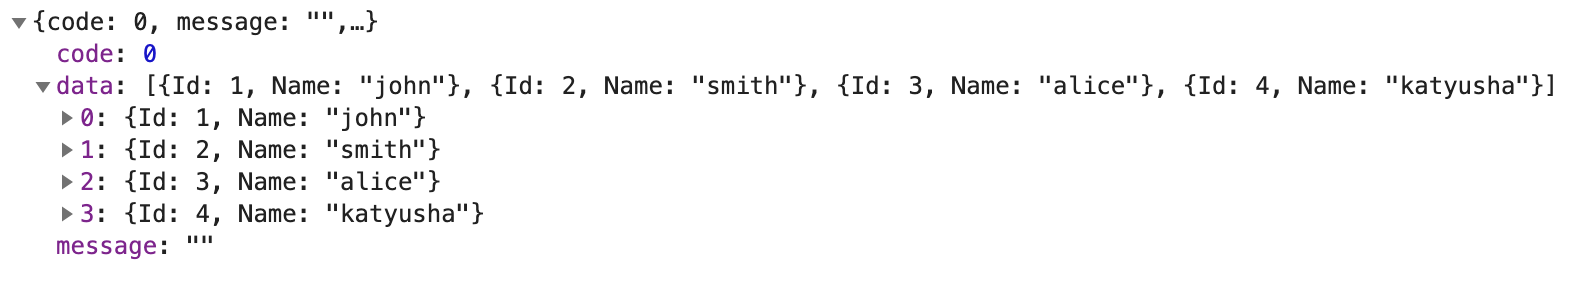 {code: 0, message: "",…}
code: 0
data: [{Id: 1, Name: "john"}, {Id: 2, Name: "smith"}, {Id: 3, Name: "alice"}, {Id: 4, Name: "katyusha"}]
0: {Id: 1, Name: "john"}
1: {Id: 2, Name: "smith"}
2: {Id: 3, Name: "alice"}
3: {Id: 4, Name: "katyusha"}
message: ""